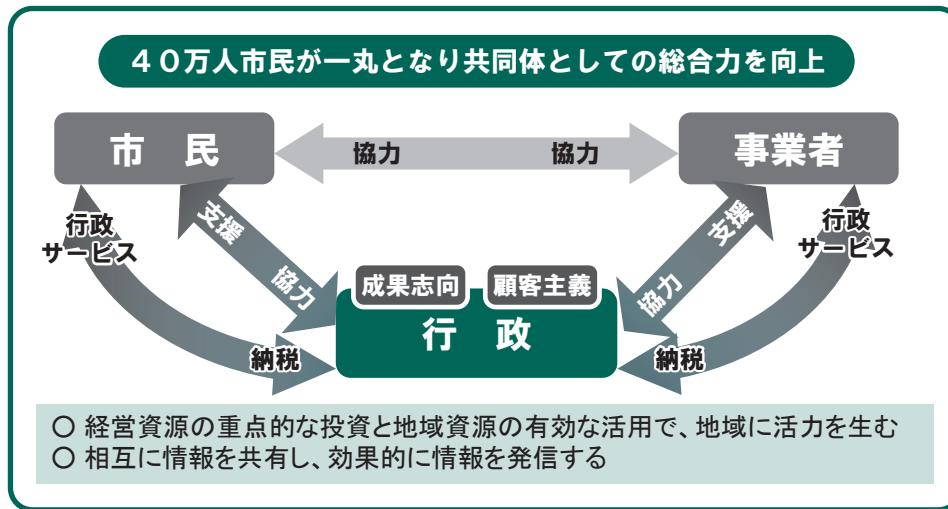 ４０万人市民が一丸となり共同体としての総合力を向上
市　民
協力
協力
事業者
行政
サービス
支援
協力
納税
成果志向
顧客主義
行　政
支援
協力
行政
サービス
納税
○ 経営資源の重点的な投資と地域資源の有効な活用で、地域に活力を生む
○ 相互に情報を共有し、効果的に情報を発信する